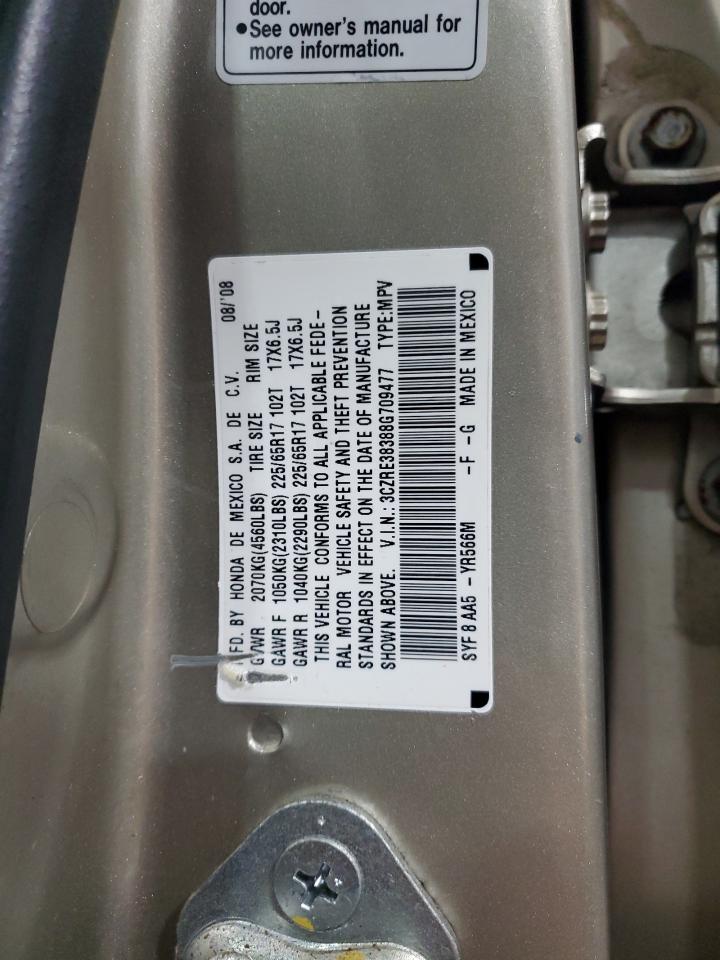 door.
●See owner's manual for
more information.
MFD. BY HONDA DE MEXICO S.A. DE C.V. 08/'08
GVWR 2070KG(4560LBS) TIRE SIZE RIM SIZE
GAWR F 1050KG(2310LBS) 225/65R17 102T 17X6.5J
GAWR R 1040KG(2290LBS) 225/65R17 102T 17X6.5J
THIS VEHICLE CONFORMS TO ALL APPLICABLE FEDE-
RAL MOTOR VEHICLE SAFETY AND THEFT PREVENTION
STANDARDS IN EFFECT ON THE DATE OF MANUFACTURE
SHOWN ABOVE. V.I.N.: 3CZRE38388G709477 TYPE:MPV
SYF 8 AA5 -YR566M -F -G MADE IN MEXICO